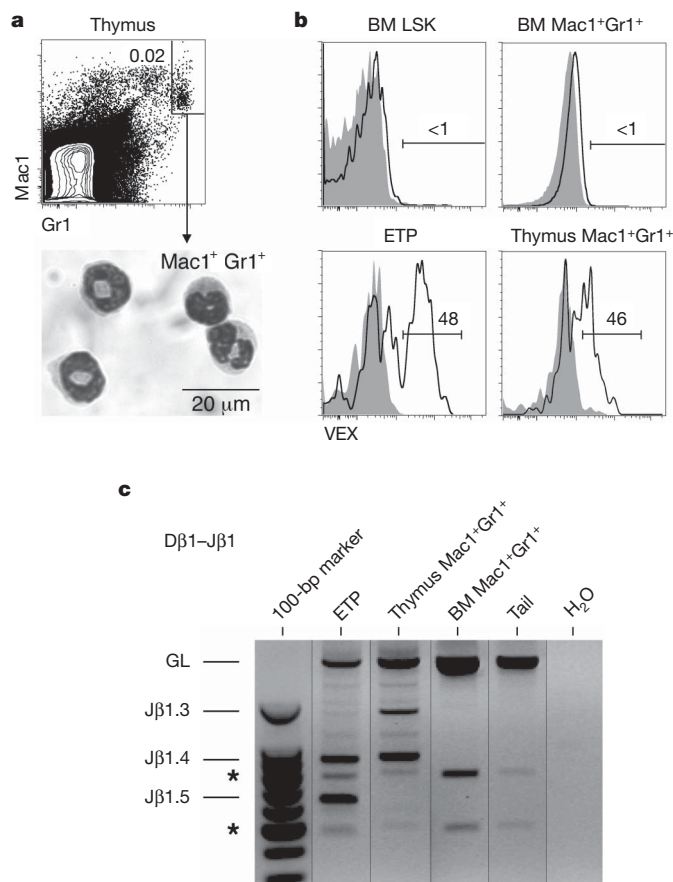 a
Thymus
0.02
Mac1
Gr1
Mac1⁺ Gr1⁺
20 μm
b
BM LSK
<1
BM Mac1⁺Gr1⁺
<1
ETP
48
Thymus Mac1⁺Gr1⁺
46
VEX
c
Dβ1–Jβ1
100-bp marker
ETP
Thymus Mac1⁺Gr1⁺
BM Mac1⁺Gr1⁺
Tail
H₂O
GL
Jβ1.3
Jβ1.4
*
Jβ1.5
*